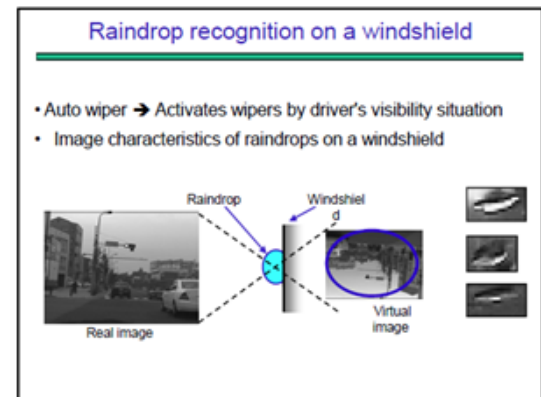 Raindrop recognition on a windshield
• Auto wiper ➔ Activates wipers by driver's visibility situation
• Image characteristics of raindrops on a windshield
Raindrop
Windshiel
d
Real image
Virtual
image